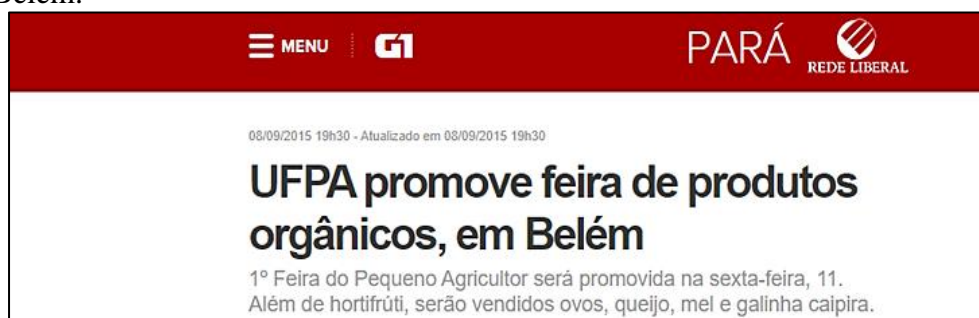 Belém.
MENU G1 PARÁ REDE LIBERAL
08/09/2015 19h30 - Atualizado em 08/09/2015 19h30
UFPA promove feira de produtos
orgânicos, em Belém
1º Feira do Pequeno Agricultor será promovida na sexta-feira, 11.
Além de hortifrúti, serão vendidos ovos, queijo, mel e galinha caipira.